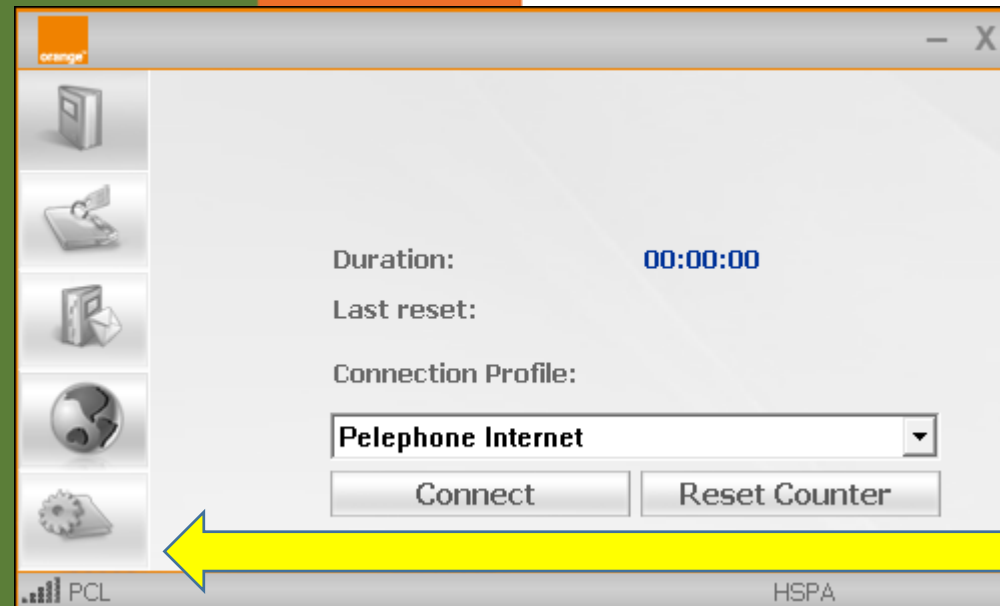 orange
Duration: 00:00:00
Last reset:
Connection Profile:
Pelephone Internet
Connect Reset Counter
PCL HSPA